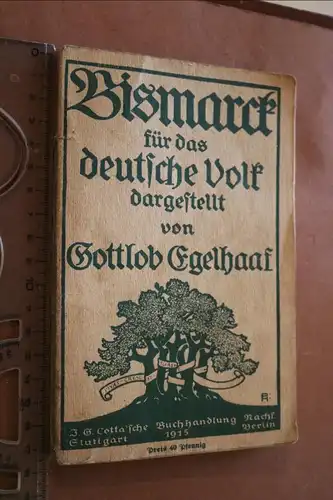 Bismarck
für das
deutsche Volk
dargestellt
von
Gottlob Egelhaaf
J. G. Cotta'sche Buchhandlung Nachf.
Stuttgart 1915 Berlin
Preis 40 Pfennig